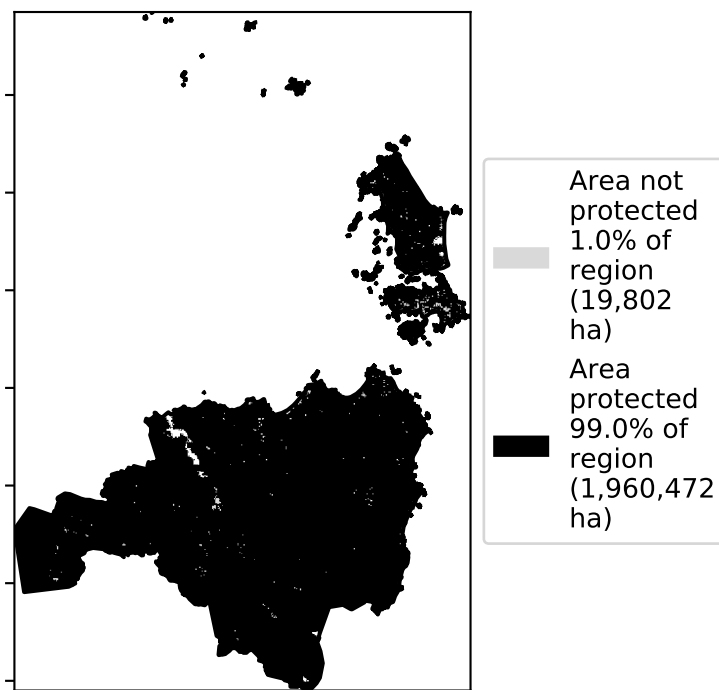 Area not
protected
1.0% of
region
(19,802
ha)
Area
protected
99.0% of
region
(1,960,472
ha)